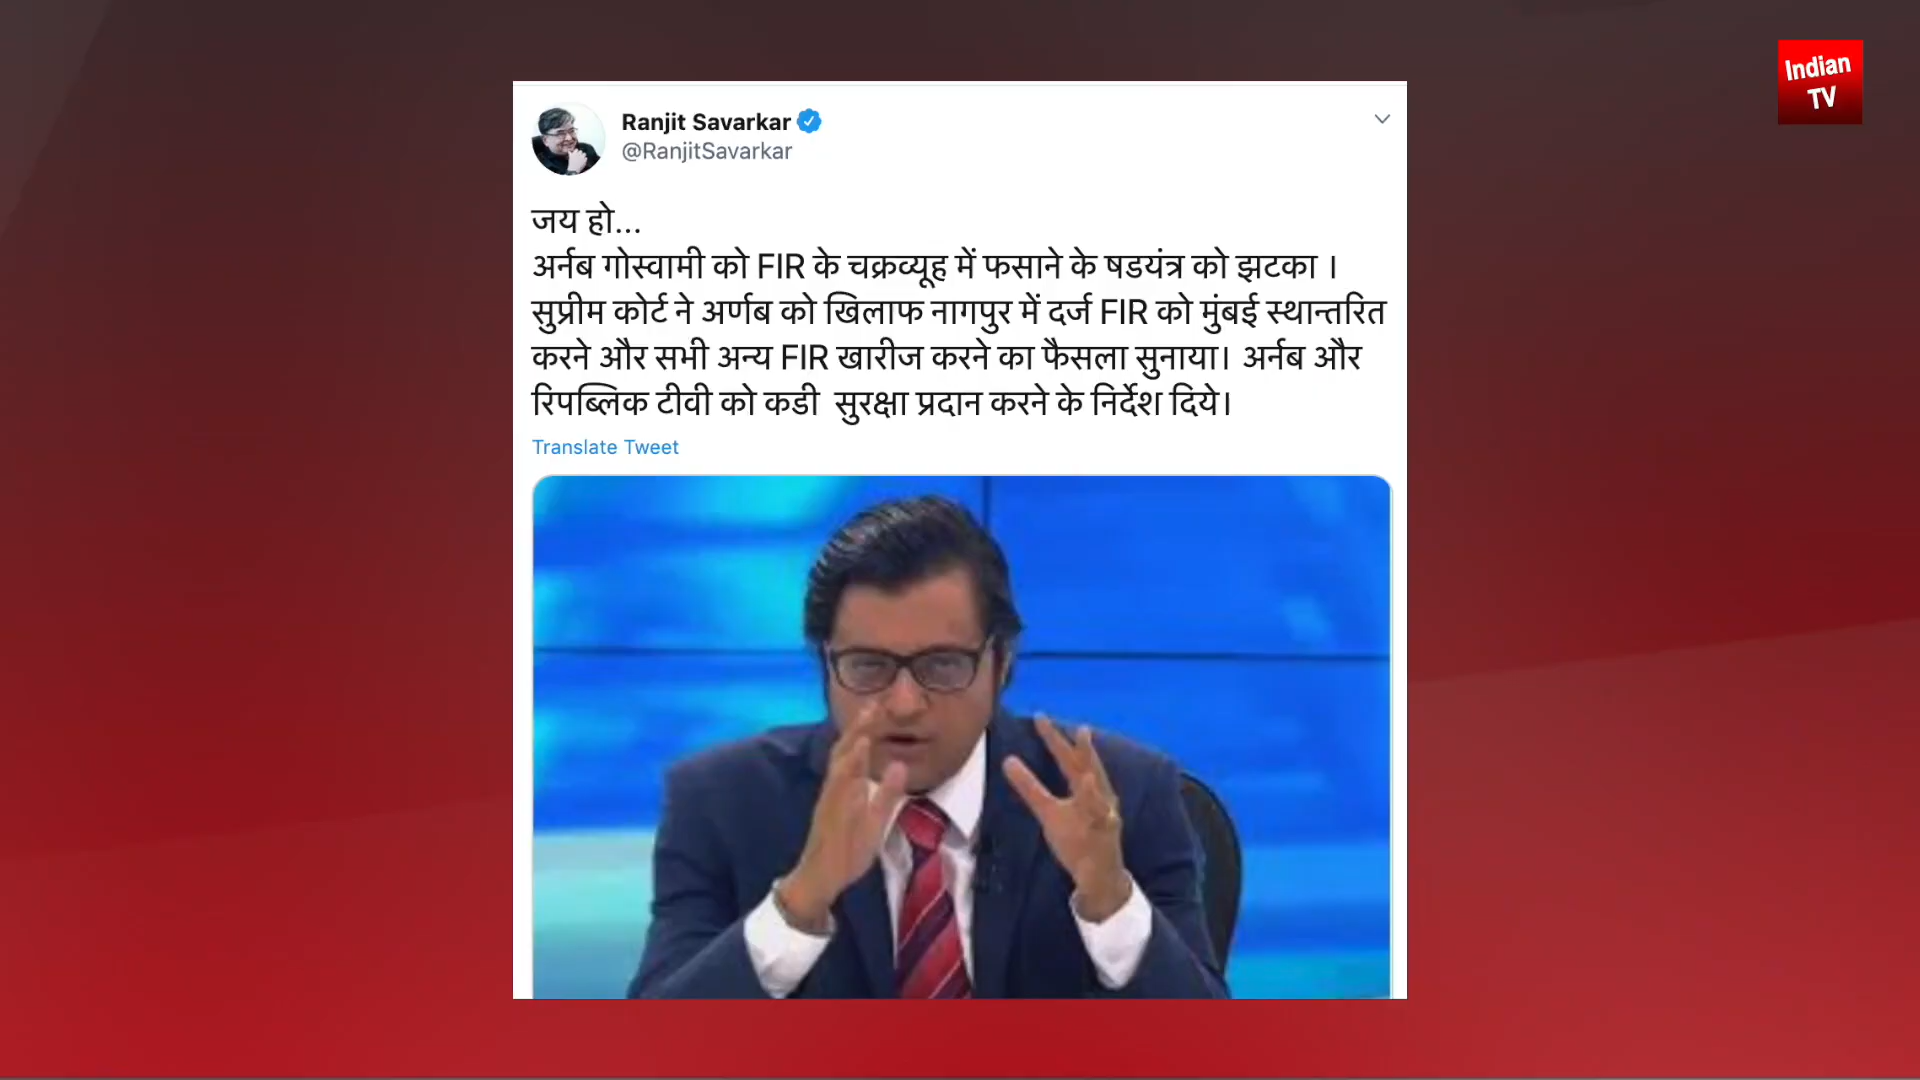 Indian
TV
Ranjit Savarkar
@RanjitSavarkar
जय हो...
अर्नब गोस्वामी को FIR के चक्रव्यूह में फसाने के षडयंत्र को झटका ।
सुप्रीम कोर्ट ने अर्णब को खिलाफ नागपुर में दर्ज FIR को मुंबई स्थान्तरित
करने और सभी अन्य FIR खारीज करने का फैसला सुनाया। अर्नब और
रिपब्लिक टीवी को कडी सुरक्षा प्रदान करने के निर्देश दिये।
Translate Tweet